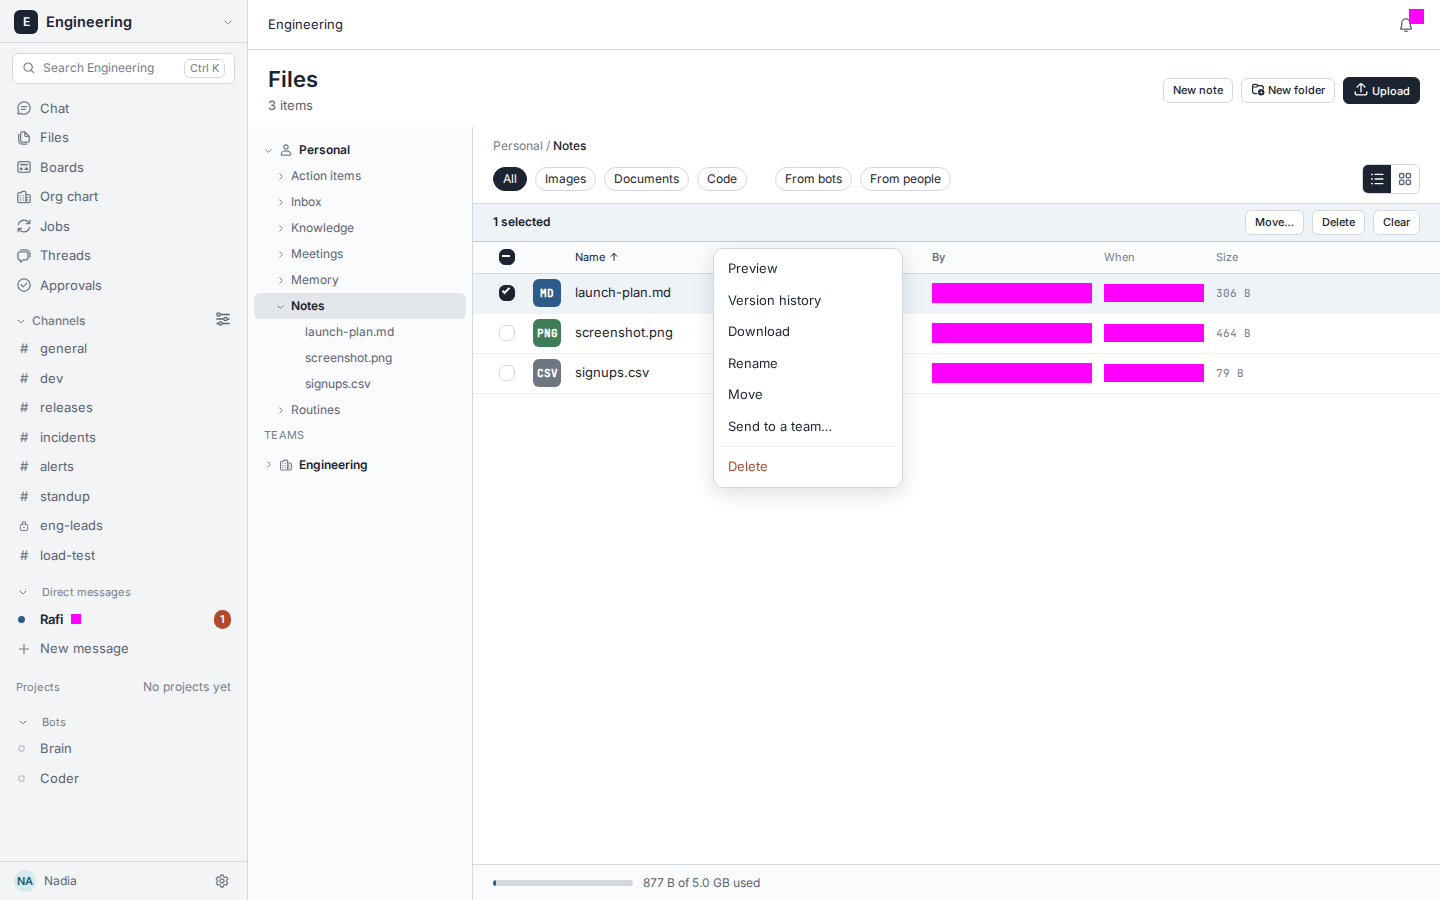 E Engineering
Search Engineering Ctrl K
Chat
Files
Boards
Org chart
Jobs
Threads
Approvals
Channels
# general
# dev
# releases
# incidents
# alerts
# standup
eng-leads
# load-test
Direct messages
Rafi 1
New message
Projects No projects yet
Bots
Brain
Coder
NA Nadia
Engineering
Files
3 items
New note New folder Upload
Personal
Action items
Inbox
Knowledge
Meetings
Memory
Notes
launch-plan.md
screenshot.png
signups.csv
Routines
TEAMS
Engineering
Personal / Notes
All Images Documents Code From bots From people
1 selected Move... Delete Clear
Name ↑ By When Size
MD launch-plan.md 306 B
PNG screenshot.png 464 B
CSV signups.csv 79 B
Preview
Version history
Download
Rename
Move
Send to a team...
Delete
877 B of 5.0 GB used